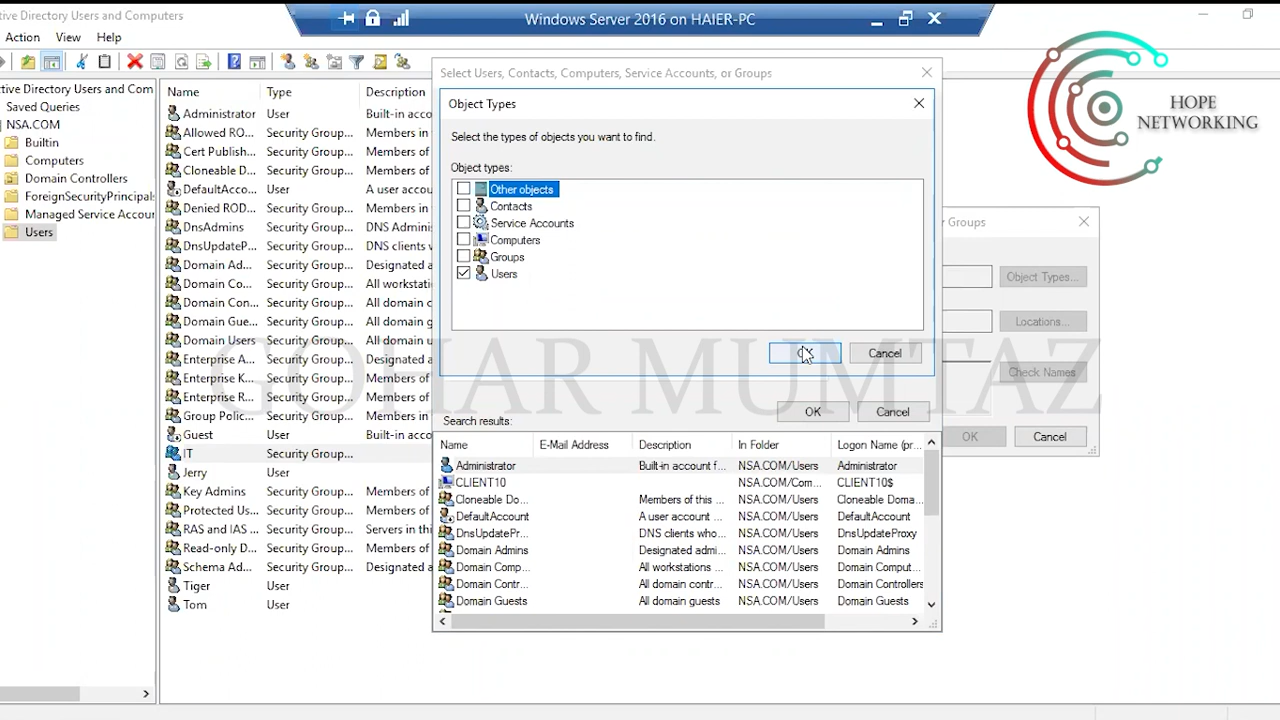 ctive Directory Users and Computers
Windows Server 2016 on HAIER-PC
Action View Help
HOPE
NETWORKING
ctive Directory Users and Com
Saved Queries
NSA.COM
Builtin
Computers
Domain Controllers
ForeignSecurityPrincipals
Managed Service Accour
Users
Name Type Description
Administrator User Built-in accou
Allowed RO... Security Group... Members in
Cert Publish... Security Group... Members of
Cloneable D... Security Group... Members of
DefaultAcco... User A user accou
Denied ROD... Security Group... Members in
DnsAdmins Security Group... DNS Adminis
DnsUpdateP... Security Group... DNS clients w
Domain Ad... Security Group... Designated a
Domain Co... Security Group... All workstatio
Domain Con... Security Group... All domain c
Domain Gue... Security Group... All domain g
Domain Users Security Group... All domain u
Enterprise A... Security Group... Designated a
Enterprise K... Security Group... Members of
Enterprise R... Security Group... Members of
Group Polic... Security Group... Members in
Guest User Built-in accou
IT Security Group...
Jerry User
Key Admins Security Group... Members of
Protected Us... Security Group... Members of
RAS and IAS ... Security Group... Servers in thi
Read-only D... Security Group... Members of
Schema Ad... Security Group... Designated a
Tiger User
Tom User
Select Users, Contacts, Computers, Service Accounts, or Groups
Object Types
Select the types of objects you want to find.
Object types:
Other objects
Contacts
Service Accounts
Computers
Groups
Users
OK Cancel
GOHAR MUMTAZ
OK Cancel
Search results:
Name E-Mail Address Description In Folder Logon Name (pr...
Administrator Built-in account f... NSA.COM/Users Administrator
CLIENT10 NSA.COM/Com... CLIENT10$
Cloneable Do... Members of this ... NSA.COM/Users Cloneable Doma...
DefaultAccount A user account ... NSA.COM/Users DefaultAccount
DnsUpdatePr... DNS clients who... NSA.COM/Users DnsUpdateProxy
Domain Admins Designated admi... NSA.COM/Users Domain Admins
Domain Comp... All workstations ... NSA.COM/Users Domain Comput...
Domain Contr... All domain contr... NSA.COM/Users Domain Controllers
Domain Guests All domain guests NSA.COM/Users Domain Guests
Groups
Object Types...
Locations...
Check Names
OK Cancel